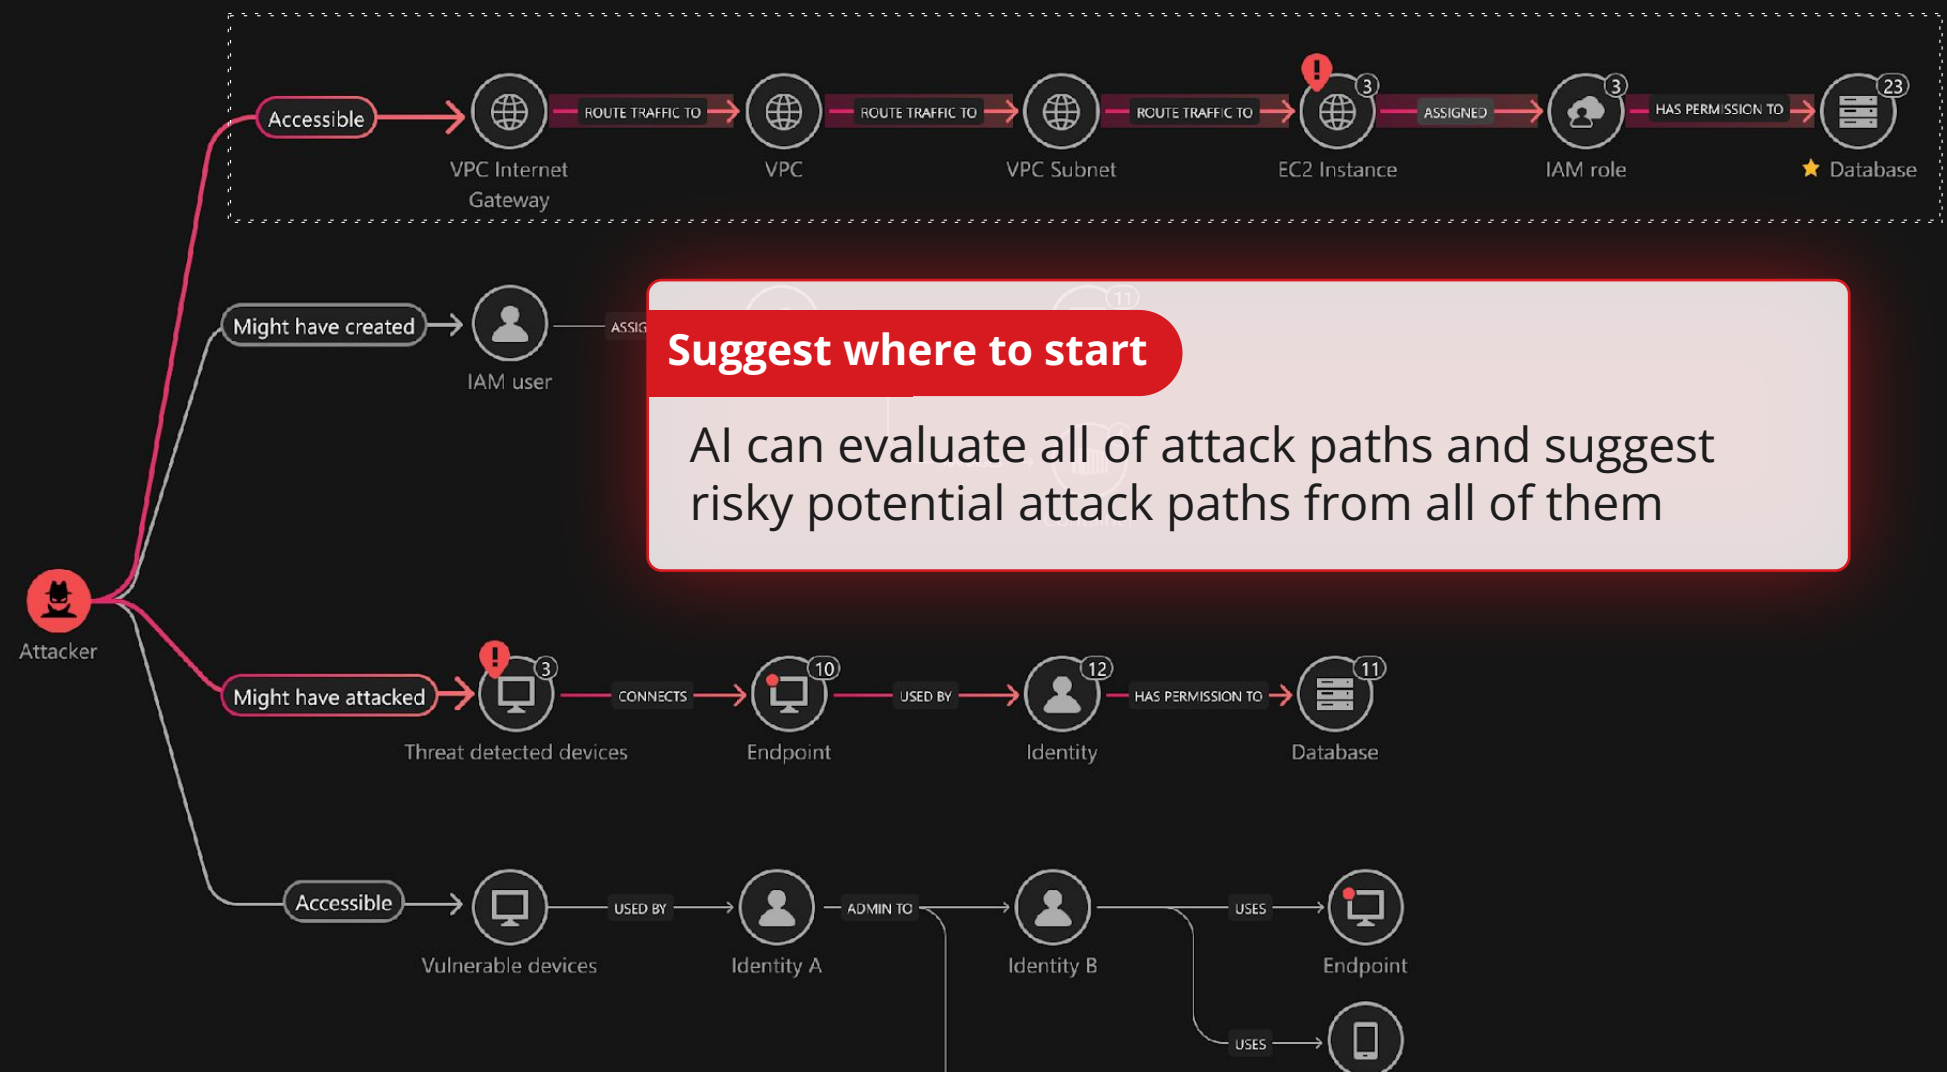 Accessible
ROUTE TRAFFIC TO
ROUTE TRAFFIC TO
ROUTE TRAFFIC TO
3
ASSIGNED
3
HAS PERMISSION TO
23
VPC Internet
Gateway
VPC
VPC Subnet
EC2 Instance
IAM role
Database
Might have created
IAM user
ASSIG
11
Suggest where to start
AI can evaluate all of attack paths and suggest
risky potential attack paths from all of them
Attacker
Might have attacked
3
CONNECTS
10
USED BY
12
HAS PERMISSION TO
11
Threat detected devices
Endpoint
Identity
Database
Accessible
USED BY
ADMIN TO
USES
Vulnerable devices
Identity A
Identity B
Endpoint
USES